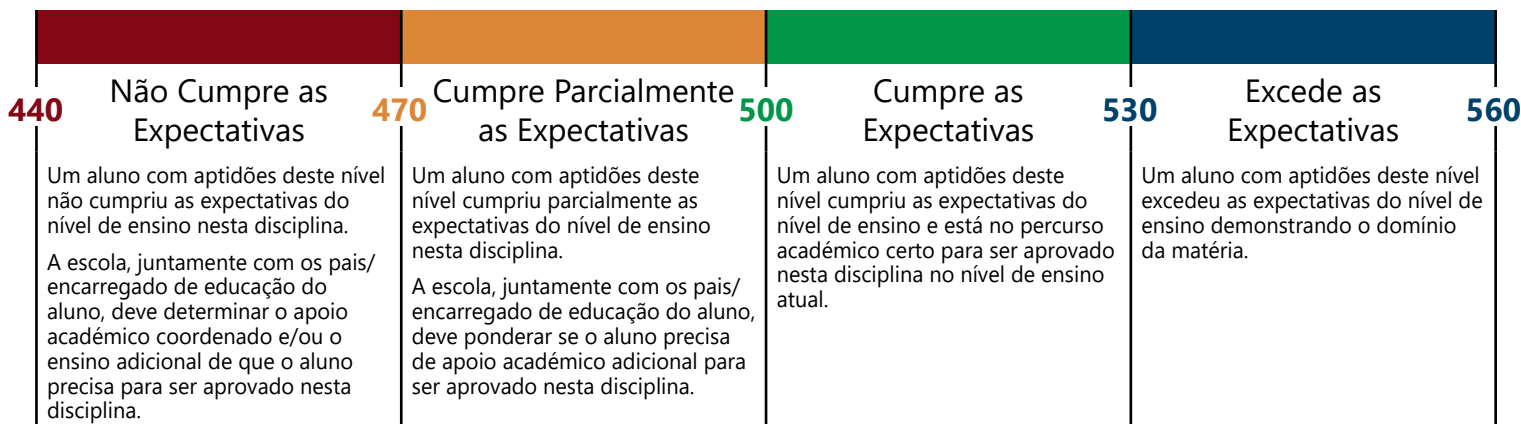 440
Não Cumpre as
Expectativas
Um aluno com aptidões deste nível
não cumpriu as expectativas do
nível de ensino nesta disciplina.
A escola, juntamente com os pais/
encarregado de educação do
aluno, deve determinar o apoio
académico coordenado e/ou o
ensino adicional de que o aluno
precisa para ser aprovado nesta
disciplina.
470
Cumpre Parcialmente
as Expectativas
Um aluno com aptidões deste
nível cumpriu parcialmente as
expectativas do nível de ensino
nesta disciplina.
A escola, juntamente com os pais/
encarregado de educação do aluno,
deve ponderar se o aluno precisa
de apoio académico adicional para
ser aprovado nesta disciplina.
500
Cumpre as
Expectativas
Um aluno com aptidões deste
nível cumpriu as expectativas do
nível de ensino e está no percurso
académico certo para ser aprovado
nesta disciplina no nível de ensino
atual.
530
Excede as
Expectativas
Um aluno com aptidões deste nível
excedeu as expectativas do nível de
ensino demonstrando o domínio
da matéria.
560